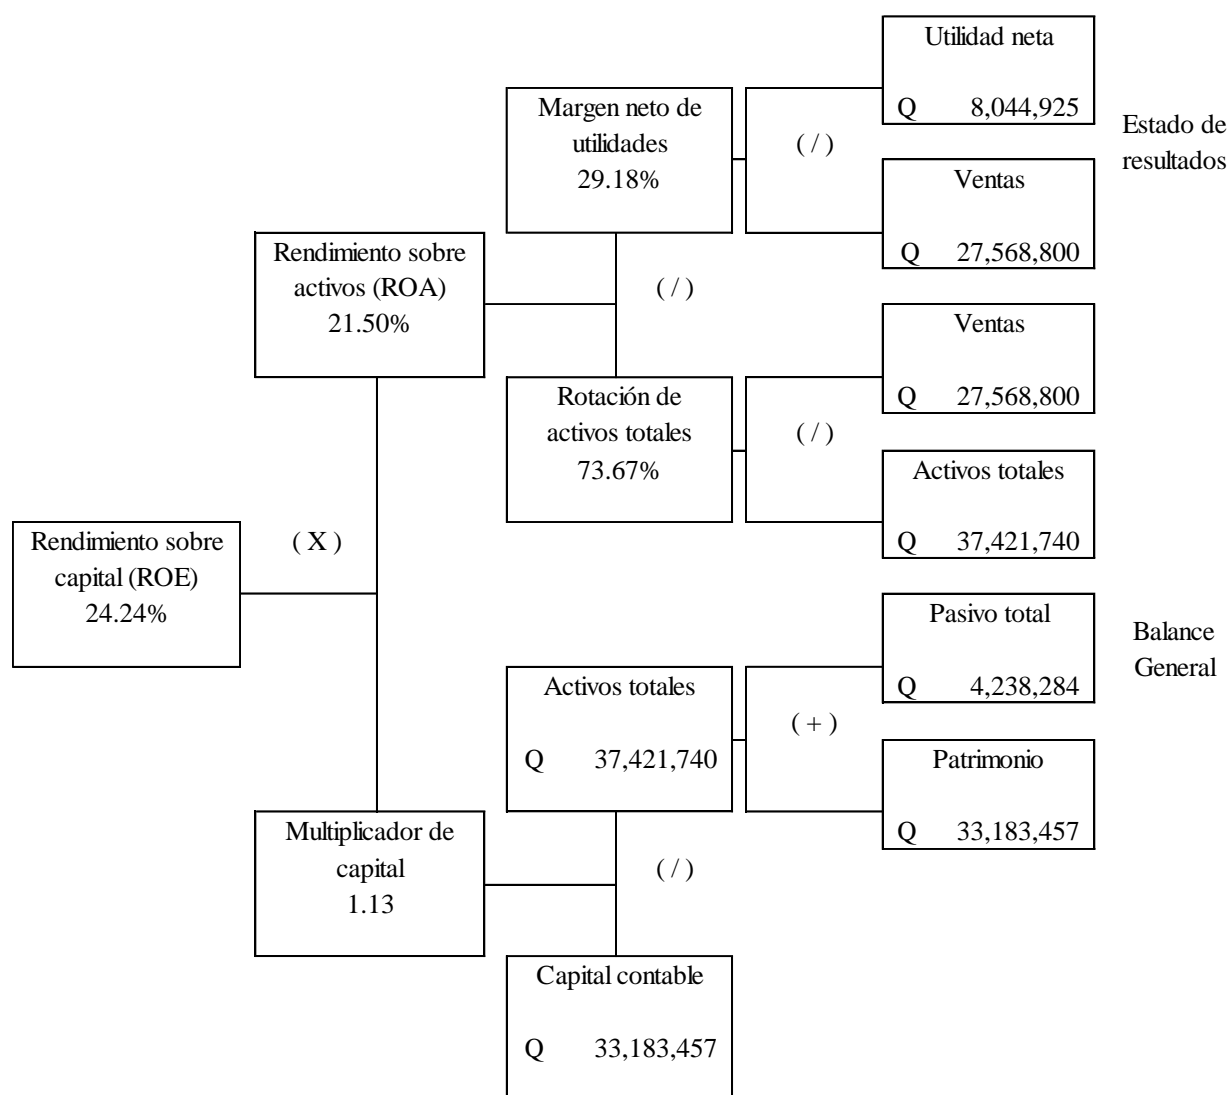 Utilidad neta
Q 8,044,925
Margen neto de
utilidades
29.18%
( / )
Estado de
resultados
Ventas
Q 27,568,800
Rendimiento sobre
activos (ROA)
21.50%
( / )
Ventas
Q 27,568,800
Rotación de
activos totales
73.67%
( / )
Activos totales
Q 37,421,740
Rendimiento sobre
capital (ROE)
24.24%
( X )
Pasivo total
Q 4,238,284
Balance
General
Activos totales
Q 37,421,740
( + )
Patrimonio
Q 33,183,457
Multiplicador de
capital
1.13
( / )
Capital contable
Q 33,183,457